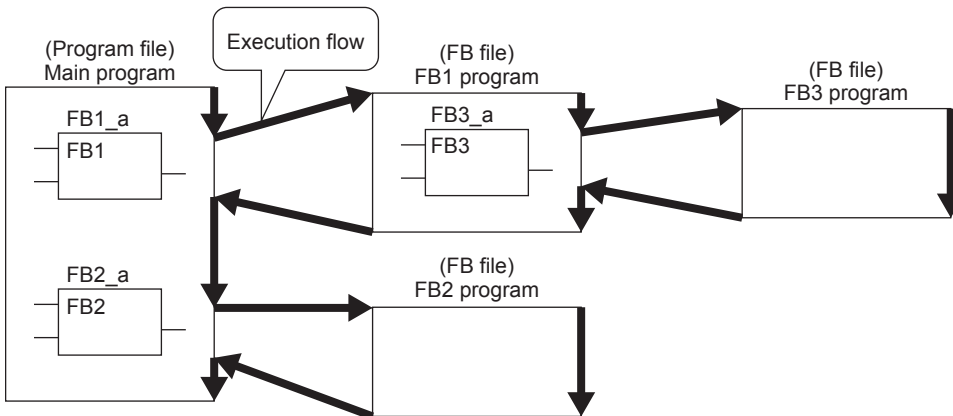 (Program file)
Main program
Execution flow
(FB file)
FB1 program
(FB file)
FB3 program
FB1_a
FB1
FB3_a
FB3
FB2_a
FB2
(FB file)
FB2 program